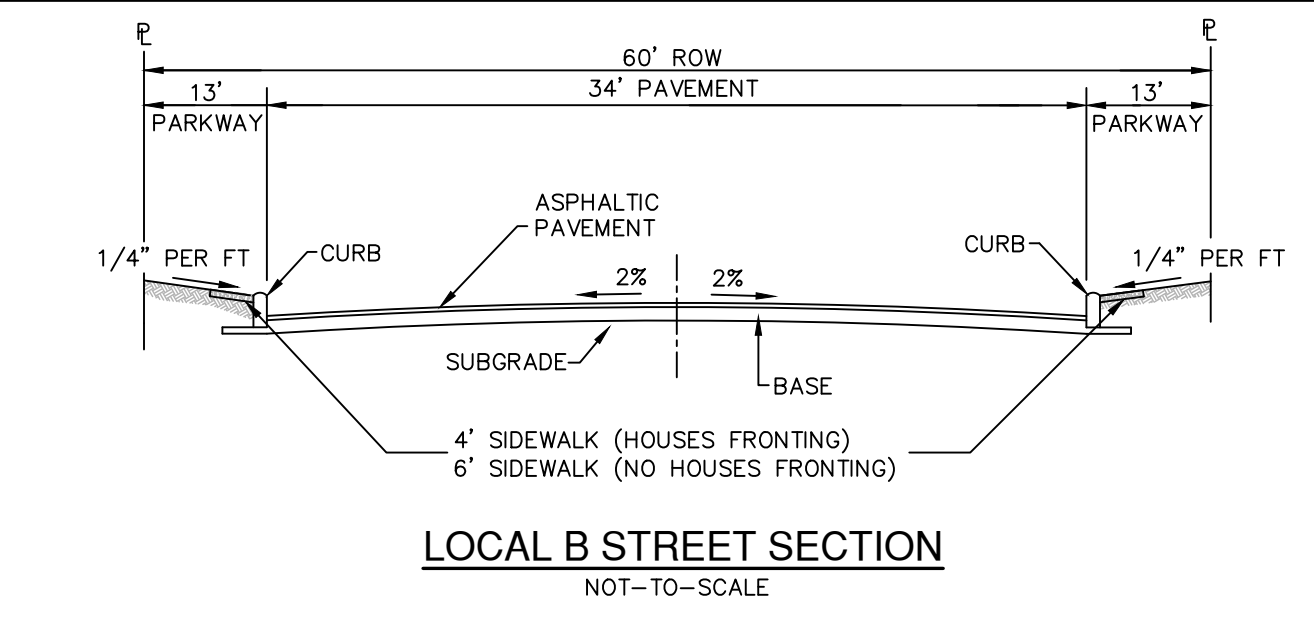 ℄ ℄
60' ROW
13' 34' PAVEMENT 13'
PARKWAY PARKWAY
ASPHALTIC
PAVEMENT
1/4" PER FT CURB CURB 1/4" PER FT
2% 2%
SUBGRADE
BASE
4' SIDEWALK (HOUSES FRONTING)
6' SIDEWALK (NO HOUSES FRONTING)
LOCAL B STREET SECTION
NOT-TO-SCALE